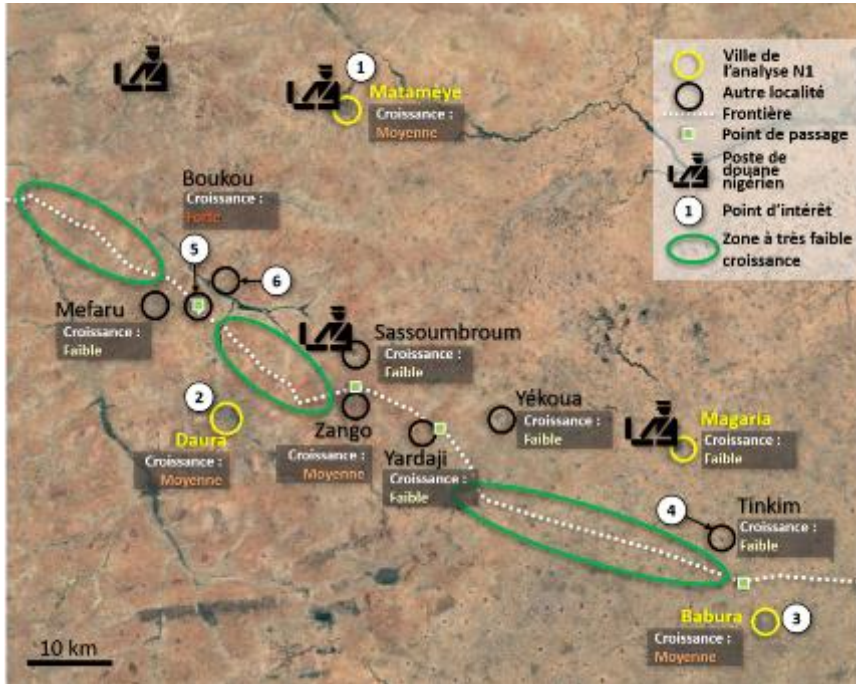 1
Matamèye
Croissance :
Moyenne
Ville de
l'analyse N1
Autre localité
Frontière
Point de passage
Poste de
douane
nigérien
1
Point d'intérêt
Zone à très faible
croissance
Boukou
Croissance :
Forte
5
6
Mefaru
Croissance :
Faible
Sassoumbroum
Croissance :
Faible
2
Daura
Croissance :
Moyenne
Zango
Croissance :
Moyenne
Yardaji
Croissance :
Faible
Yékoua
Croissance :
Faible
Magaria
Croissance :
Faible
4
Tinkim
Croissance :
Faible
Babura
3
Croissance :
Moyenne
10 km